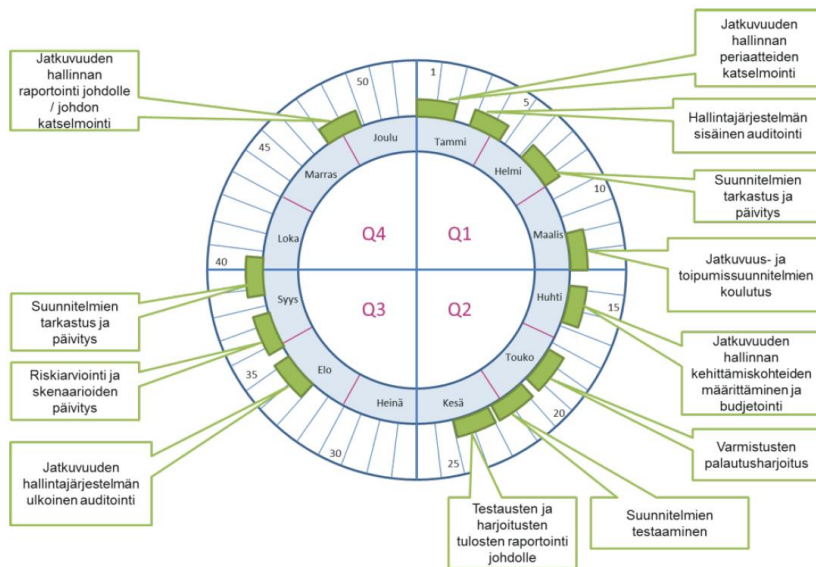 Jatkuvuuden
hallinnan
raportointi johdolle
/ johdon
katselmointi
Jatkuvuuden
hallinnan
periaatteiden
katselmointi
Hallintajärjestelmän
sisäinen auditointi
Suunnitelmien
tarkastus ja
päivitys
Jatkuvuus- ja
toipumissuunnitelmien
koulutus
Jatkuvuuden
hallinnan
kehittämiskohteiden
määrittäminen ja
budjetointi
Varmistusten
palautusharjoitus
Suunnitelmien
testaaminen
Testausten ja
harjoitusten
tulosten raportointi
johdolle
Jatkuvuuden
hallintajärjestelmän
ulkoinen auditointi
Riskiarviointi ja
skenaarioiden
päivitys
Suunnitelmien
tarkastus ja
päivitys
1
5
10
15
20
25
30
35
40
45
50
Tammi
Helmi
Maalis
Huhti
Touko
Kesä
Heinä
Elo
Syys
Loka
Marras
Joulu
Q4
Q1
Q3
Q2